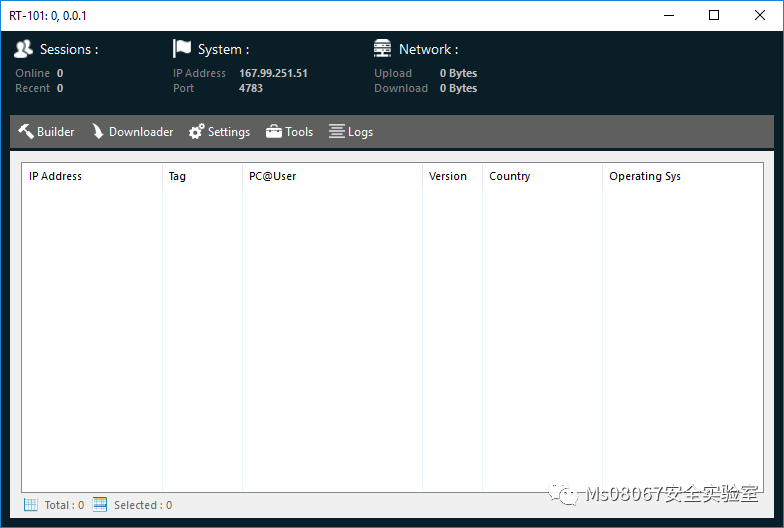 RT-101: 0, 0.0.1
Sessions :
System :
Network :
Online 0
IP Address 167.99.251.51
Upload 0 Bytes
Recent 0
Port 4783
Download 0 Bytes
Builder Downloader Settings Tools Logs
IP Address Tag PC@User Version Country Operating Sys
Total : 0 Selected : 0
Ms08067安全实验室